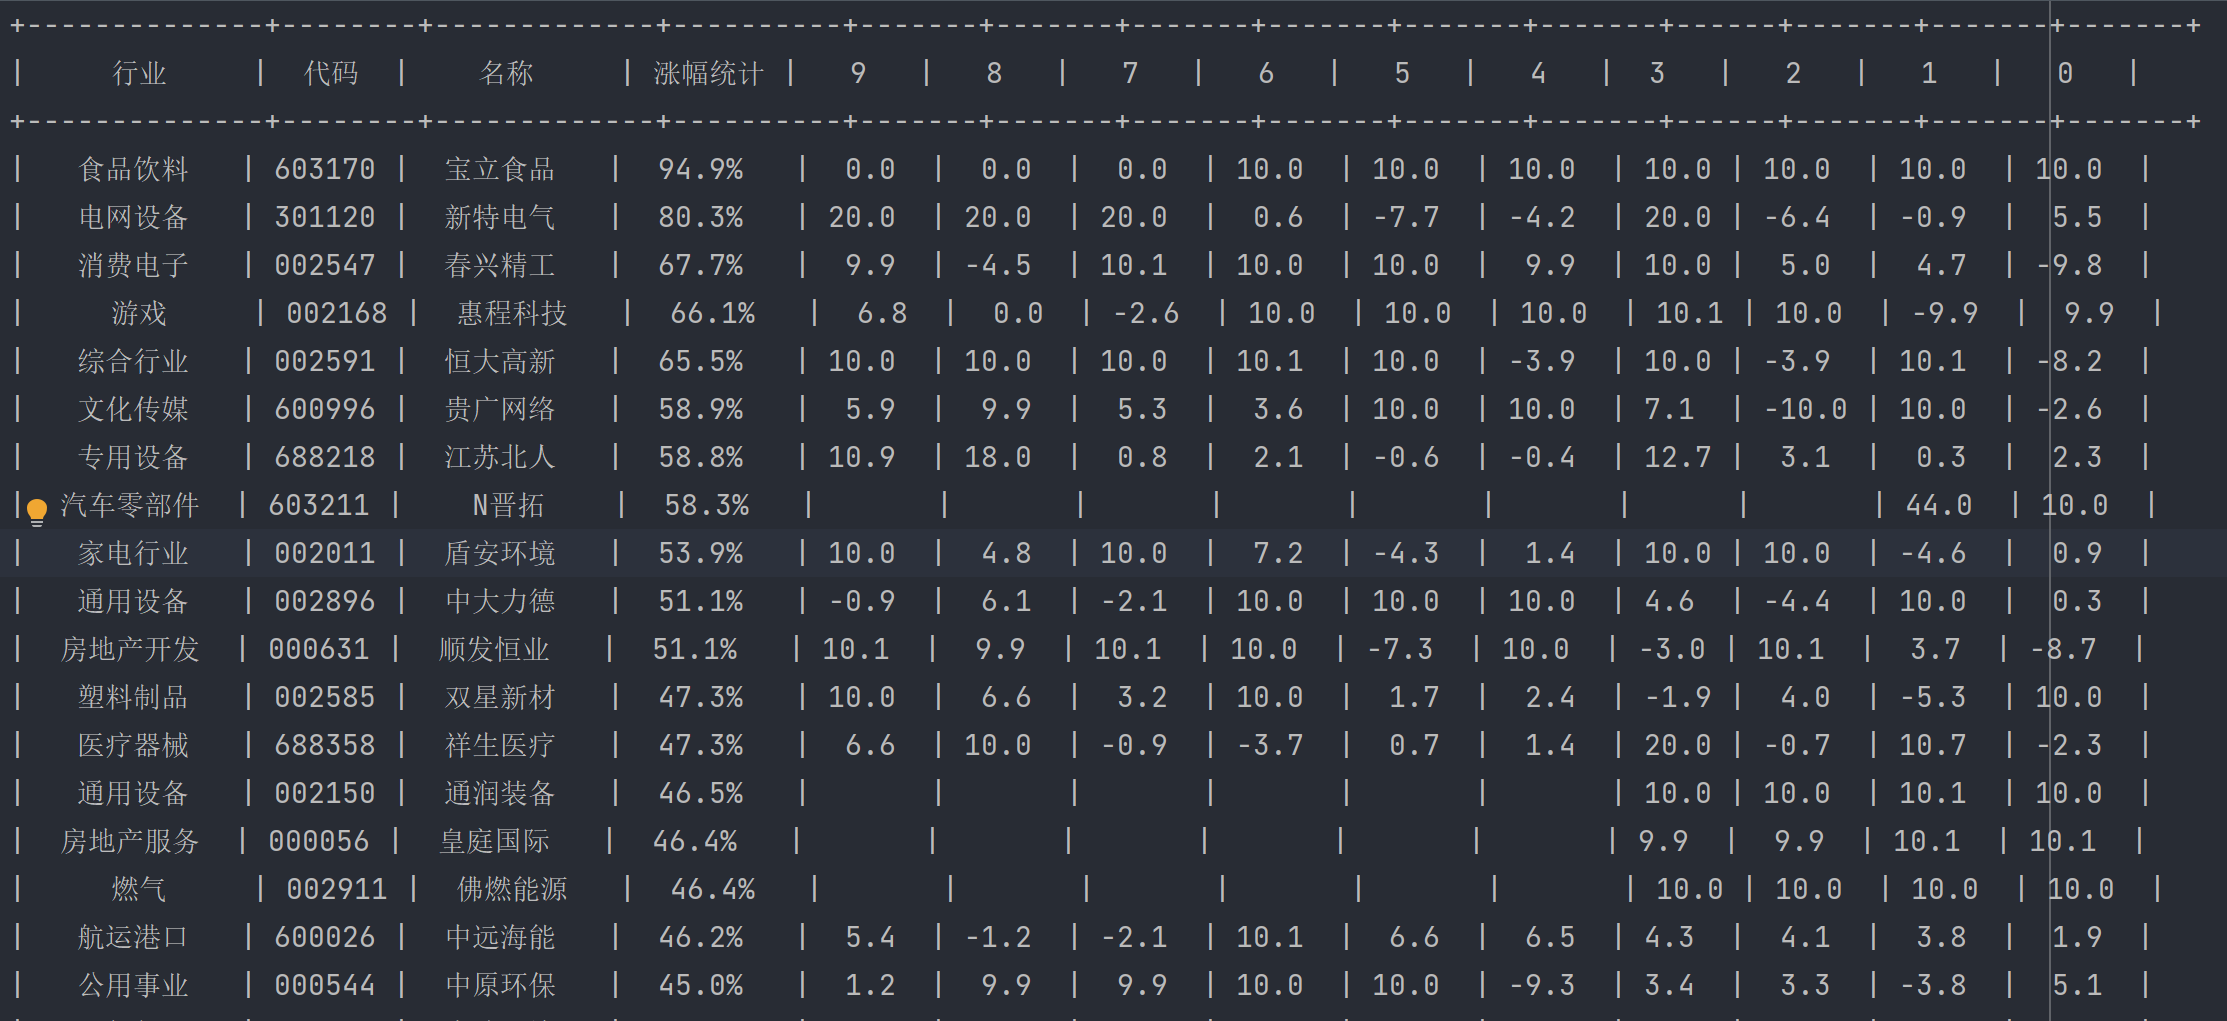 +--------------+--------+-------------+----------+-------+-------+-------+-------+-------+-------+------+-------+-------+-------+
| 行业 | 代码 | 名称 | 涨幅统计 | 9 | 8 | 7 | 6 | 5 | 4 | 3 | 2 | 1 | 0 |
+--------------+--------+-------------+----------+-------+-------+-------+-------+-------+-------+------+-------+-------+-------+
| 食品饮料 | 603170 | 宝立食品 | 94.9% | 0.0 | 0.0 | 0.0 | 10.0 | 10.0 | 10.0 | 10.0 | 10.0 | 10.0 | 10.0 |
| 电网设备 | 301120 | 新特电气 | 80.3% | 20.0 | 20.0 | 20.0 | 0.6 | -7.7 | -4.2 | 20.0 | -6.4 | -0.9 | 5.5 |
| 消费电子 | 002547 | 春兴精工 | 67.7% | 9.9 | -4.5 | 10.1 | 10.0 | 10.0 | 9.9 | 10.0 | 5.0 | 4.7 | -9.8 |
| 游戏 | 002168 | 惠程科技 | 66.1% | 6.8 | 0.0 | -2.6 | 10.0 | 10.0 | 10.0 | 10.1 | 10.0 | -9.9 | 9.9 |
| 综合行业 | 002591 | 恒大高新 | 65.5% | 10.0 | 10.0 | 10.0 | 10.1 | 10.0 | -3.9 | 10.0 | -3.9 | 10.1 | -8.2 |
| 文化传媒 | 600996 | 贵广网络 | 58.9% | 5.9 | 9.9 | 5.3 | 3.6 | 10.0 | 10.0 | 7.1 | -10.0 | 10.0 | -2.6 |
| 专用设备 | 688218 | 江苏北人 | 58.8% | 10.9 | 18.0 | 0.8 | 2.1 | -0.6 | -0.4 | 12.7 | 3.1 | 0.3 | 2.3 |
| 汽车零部件 | 603211 | N晋拓 | 58.3% | | | | | | | | | 44.0 | 10.0 |
| 家电行业 | 002011 | 盾安环境 | 53.9% | 10.0 | 4.8 | 10.0 | 7.2 | -4.3 | 1.4 | 10.0 | 10.0 | -4.6 | 0.9 |
| 通用设备 | 002896 | 中大力德 | 51.1% | -0.9 | 6.1 | -2.1 | 10.0 | 10.0 | 10.0 | 4.6 | -4.4 | 10.0 | 0.3 |
| 房地产开发 | 000631 | 顺发恒业 | 51.1% | 10.1 | 9.9 | 10.1 | 10.0 | -7.3 | 10.0 | -3.0 | 10.1 | 3.7 | -8.7 |
| 塑料制品 | 002585 | 双星新材 | 47.3% | 10.0 | 6.6 | 3.2 | 10.0 | 1.7 | 2.4 | -1.9 | 4.0 | -5.3 | 10.0 |
| 医疗器械 | 688358 | 祥生医疗 | 47.3% | 6.6 | 10.0 | -0.9 | -3.7 | 0.7 | 1.4 | 20.0 | -0.7 | 10.7 | -2.3 |
| 通用设备 | 002150 | 通润装备 | 46.5% | | | | | | | 10.0 | 10.0 | 10.1 | 10.0 |
| 房地产服务 | 000056 | 皇庭国际 | 46.4% | | | | | | | 9.9 | 9.9 | 10.1 | 10.1 |
| 燃气 | 002911 | 佛燃能源 | 46.4% | | | | | | | 10.0 | 10.0 | 10.0 | 10.0 |
| 航运港口 | 600026 | 中远海能 | 46.2% | 5.4 | -1.2 | -2.1 | 10.1 | 6.6 | 6.5 | 4.3 | 4.1 | 3.8 | 1.9 |
| 公用事业 | 000544 | 中原环保 | 45.0% | 1.2 | 9.9 | 9.9 | 10.0 | 10.0 | -9.3 | 3.4 | 3.3 | -3.8 | 5.1 |